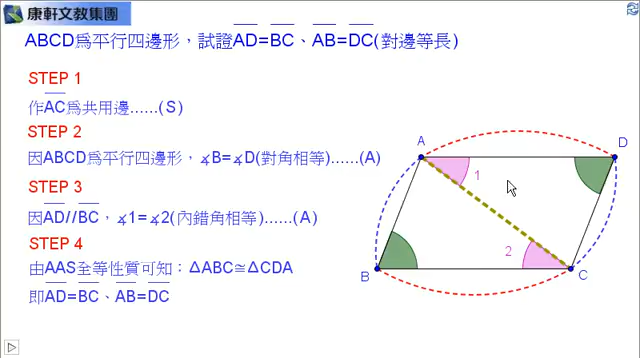 康軒文教集團
ABCD為平行四邊形，試證AD=BC、AB=DC(對邊等長)
STEP 1
作AC為共用邊......(S)
STEP 2
因ABCD為平行四邊形，∡B=∡D(對角相等)......(A)
STEP 3
因AD//BC，∡1=∡2(內錯角相等)......(A)
STEP 4
由AAS全等性質可知：ΔABC≅ΔCDA
即AD=BC、AB=DC
A
D
1
2
B
C